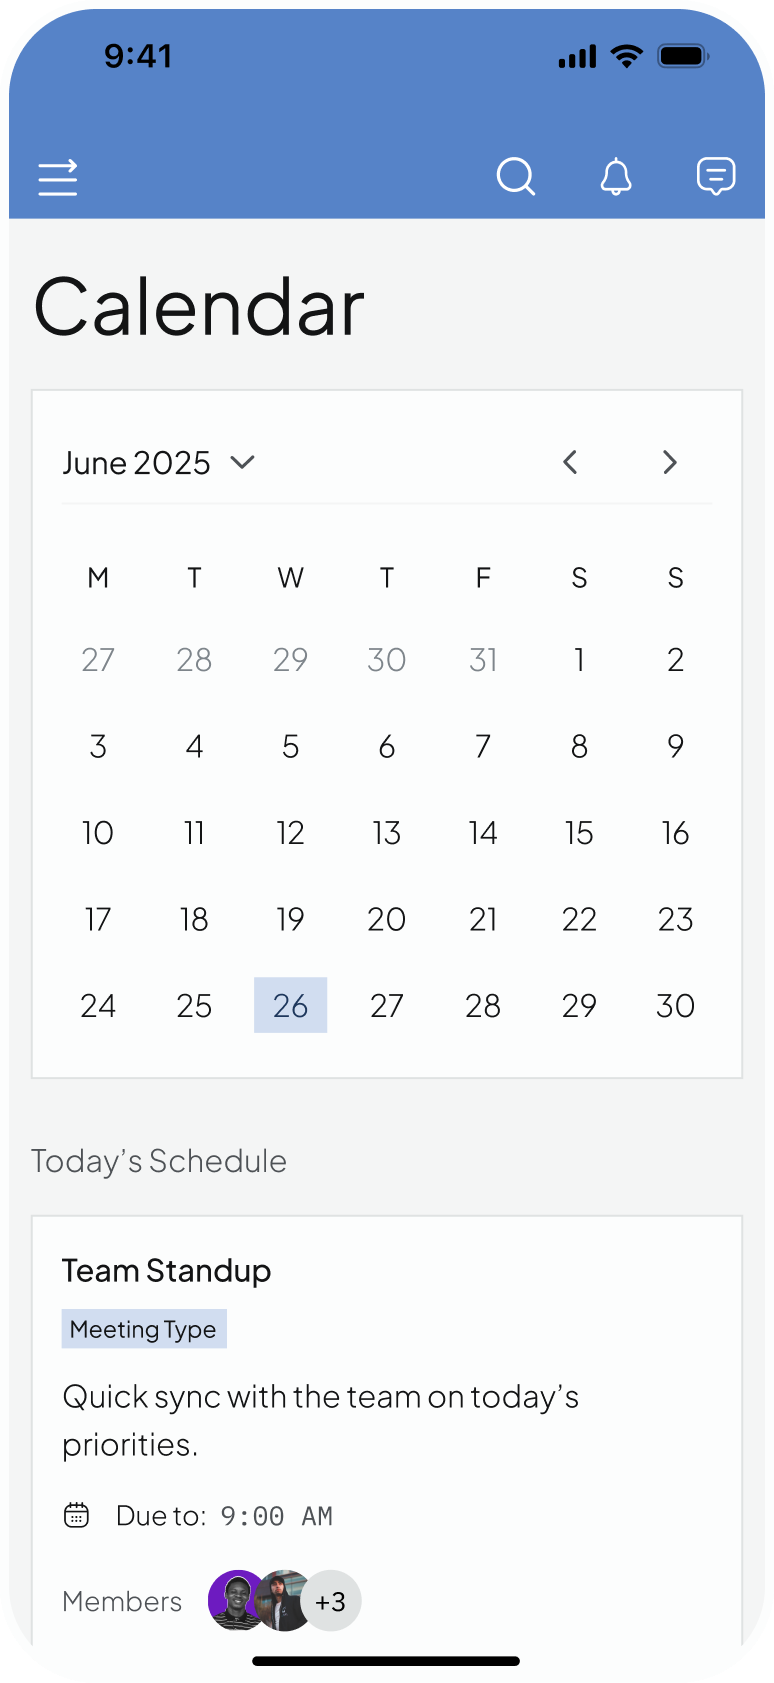 9:41
Calendar
June 2025
M T W T F S S
27 28 29 30 31 1 2
3 4 5 6 7 8 9
10 11 12 13 14 15 16
17 18 19 20 21 22 23
24 25 26 27 28 29 30
Today’s Schedule
Team Standup
Meeting Type
Quick sync with the team on today’s
priorities.
Due to: 9:00 AM
Members +3